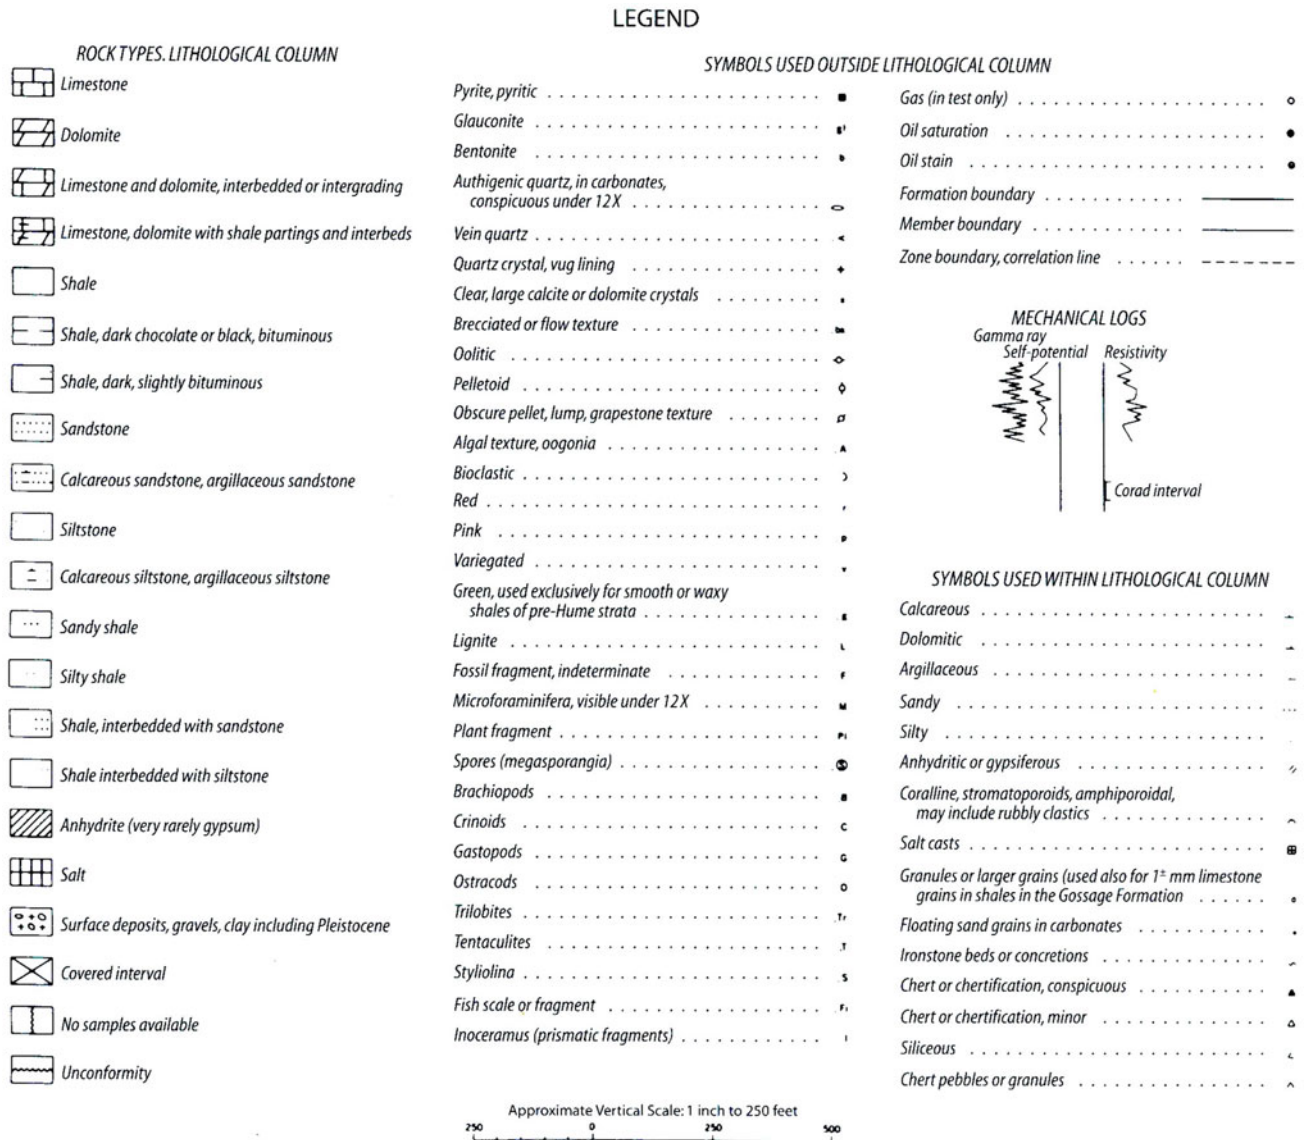 LEGEND
ROCK TYPES. LITHOLOGICAL COLUMN
Limestone
Dolomite
Limestone and dolomite, interbedded or intergrading
Limestone, dolomite with shale partings and interbeds
Shale
Shale, dark chocolate or black, bituminous
Shale, dark, slightly bituminous
Sandstone
Calcareous sandstone, argillaceous sandstone
Siltstone
Calcareous siltstone, argillaceous siltstone
Sandy shale
Silty shale
Shale, interbedded with sandstone
Shale interbedded with siltstone
Anhydrite (very rarely gypsum)
Salt
Surface deposits, gravels, clay including Pleistocene
Covered interval
No samples available
Unconformity
SYMBOLS USED OUTSIDE LITHOLOGICAL COLUMN
Pyrite, pyritic
Glauconite
Bentonite
Authigenic quartz, in carbonates,
conspicuous under 12X
Vein quartz
Quartz crystal, vug lining
Clear, large calcite or dolomite crystals
Brecciated or flow texture
Oolitic
Pelletoid
Obscure pellet, lump, grapestone texture
Algal texture, oogonia A
Bioclastic
Red
Pink
Variegated
Green, used exclusively for smooth or waxy
shales of pre-Hume strata
Lignite L
Fossil fragment, indeterminate F
Microforaminifera, visible under 12X M
Plant fragment Pl
Spores (megasporangia)
Brachiopods
Crinoids C
Gastopods G
Ostracods O
Trilobites Tr
Tentaculites T
Styliolina S
Fish scale or fragment Fi
Inoceramus (prismatic fragments) I
Gas (in test only)
Oil saturation
Oil stain
Formation boundary
Member boundary
Zone boundary, correlation line
MECHANICAL LOGS
Gamma ray
Self-potential Resistivity
Corad interval
SYMBOLS USED WITHIN LITHOLOGICAL COLUMN
Calcareous
Dolomitic
Argillaceous
Sandy
Silty
Anhydritic or gypsiferous
Coralline, stromatoporoids, amphiporoidal,
may include rubbly clastics
Salt casts
Granules or larger grains (used also for 1± mm limestone
grains in shales in the Gossage Formation
Floating sand grains in carbonates
Ironstone beds or concretions
Chert or chertification, conspicuous
Chert or chertification, minor
Siliceous
Chert pebbles or granules
Approximate Vertical Scale: 1 inch to 250 feet
250 0 250 500